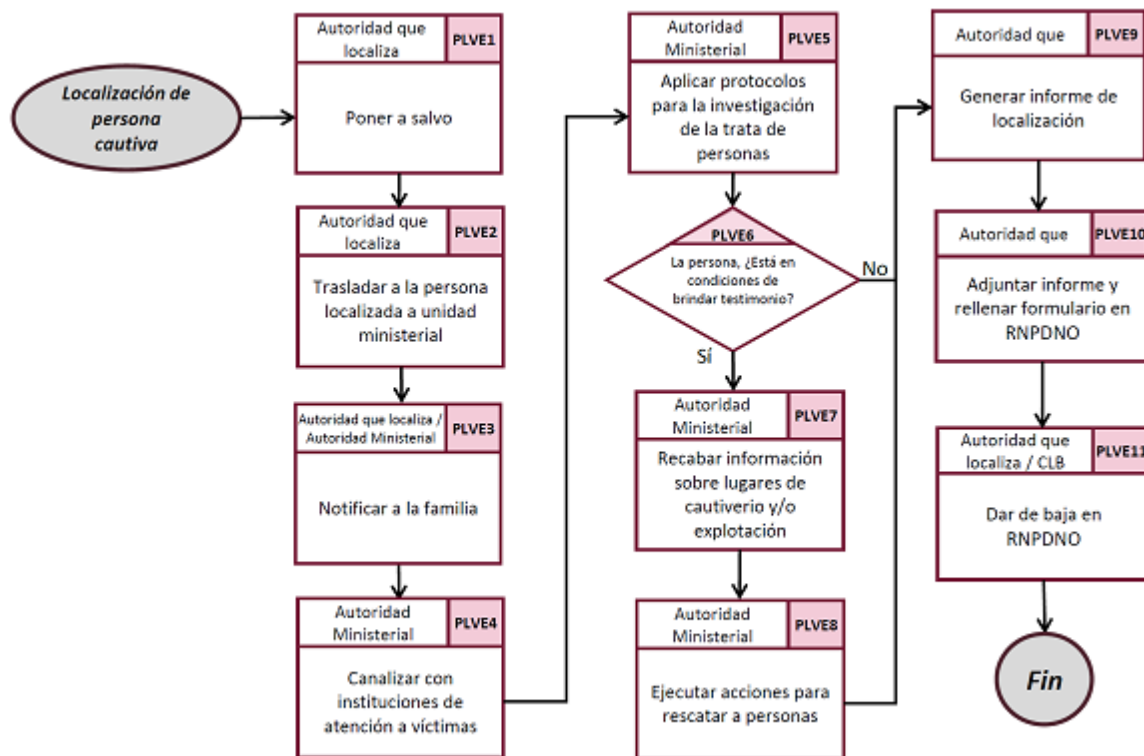 Localización de
persona
cautiva
Autoridad que
localiza
PLVE1
Poner a salvo
Autoridad que
localiza
PLVE2
Trasladar a la persona
localizada a unidad
ministerial
Autoridad que localiza /
Autoridad Ministerial
PLVE3
Notificar a la familia
Autoridad
Ministerial
PLVE4
Canalizar con
instituciones de
atención a víctimas
Autoridad
Ministerial
PLVE5
Aplicar protocolos
para la investigación
de la trata de
personas
PLVE6
La persona, ¿Está en
condiciones de
brindar testimonio?
No
Sí
Autoridad
Ministerial
PLVE7
Recabar información
sobre lugares de
cautiverio y/o
explotación
Autoridad
Ministerial
PLVE8
Ejecutar acciones para
rescatar a personas
Autoridad que
PLVE9
Generar informe de
localización
Autoridad que
PLVE10
Adjuntar informe y
rellenar formulario en
RNPDNO
Autoridad que
localiza / CLB
PLVE11
Dar de baja en
RNPDNO
Fin